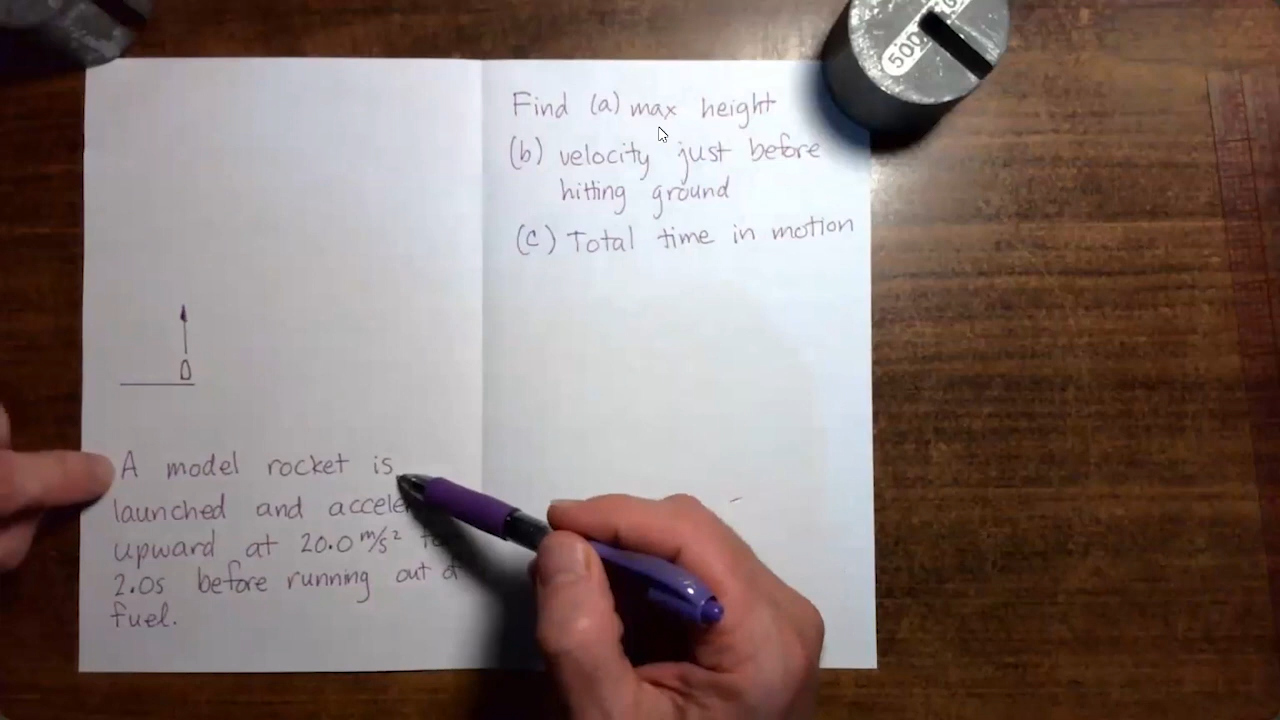 Find (a) max height
(b) velocity just before
hitting ground
(c) Total time in motion
A model rocket is
launched and
upward at 20.0 m/s²
2.0s before running out
fuel.
500